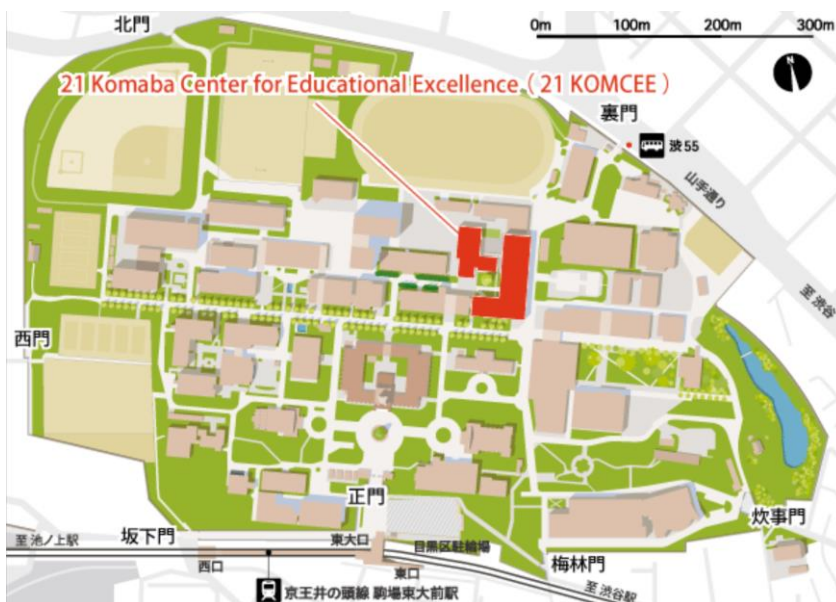 北門
0m 100m 200m 300m
N
21 Komaba Center for Educational Excellence ( 21 KOMCEE )
裏門
渋55
山手通り
至 渋谷
西門
正門
炊事門
坂下門
至 池ノ上駅
東大口
目黒区駐輪場
梅林門
西口
東口
至 渋谷駅
京王井の頭線 駒場東大前駅